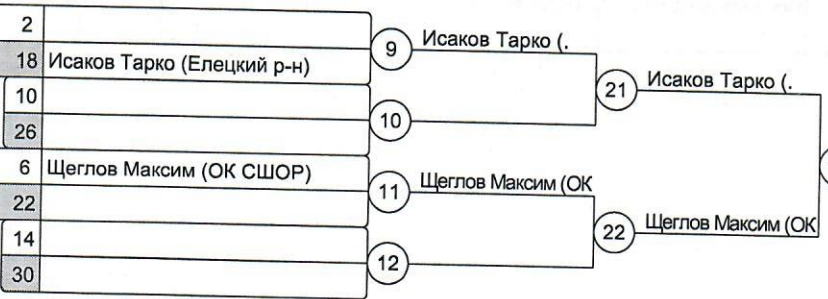 2
9 Исаков Тарко (.
18 Исаков Тарко (Елецкий р-н)
21 Исаков Тарко (.
10
10
26
6 Щеглов Максим (ОК СШОР)
11 Щеглов Максим (ОК
22
22 Щеглов Максим (ОК
14
12
30